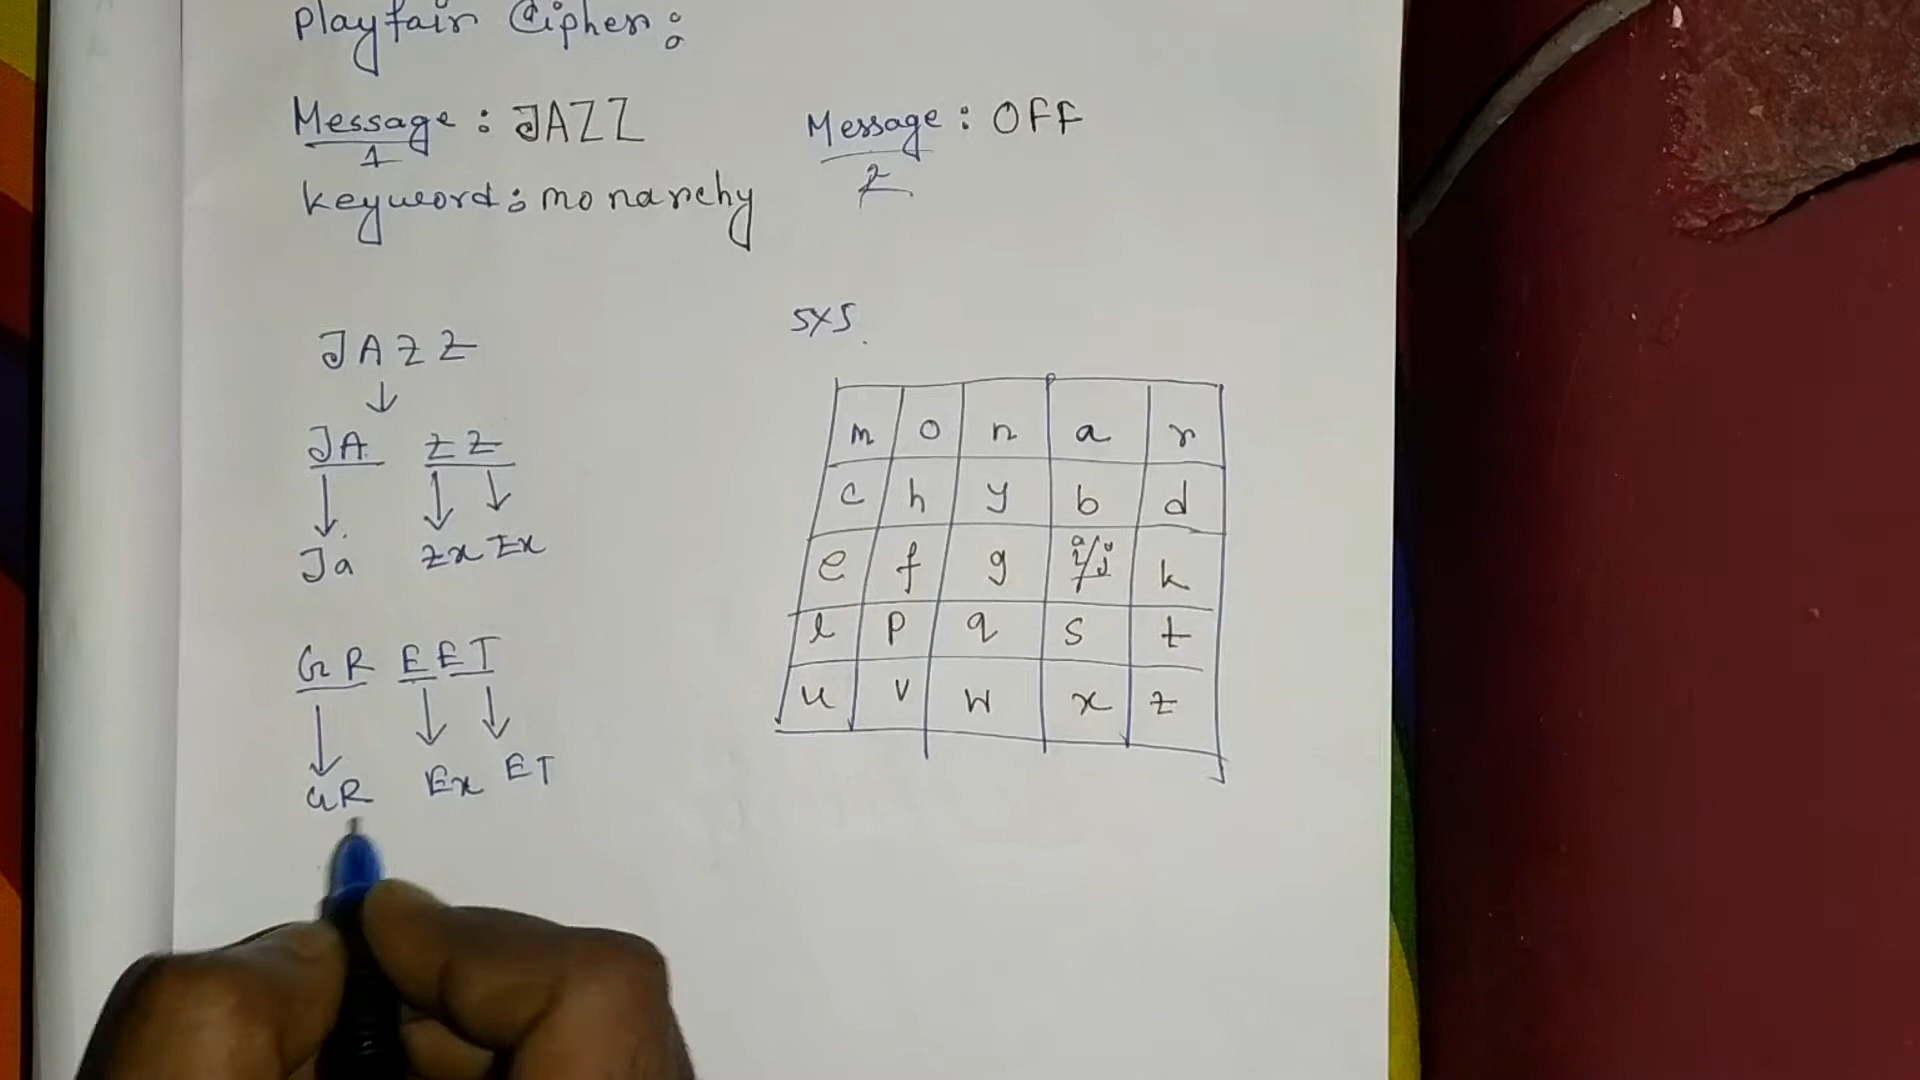 Playfair Cipher:
Message: JAZZ
1
Message: OFF
2
keyword: monarchy
5x5
JAZZ
JA ZZ
Ja Zx Zx
GR EET
GR Ex ET
m o n a r
c h y b d
e f g i/j k
l p q s t
u v w x z